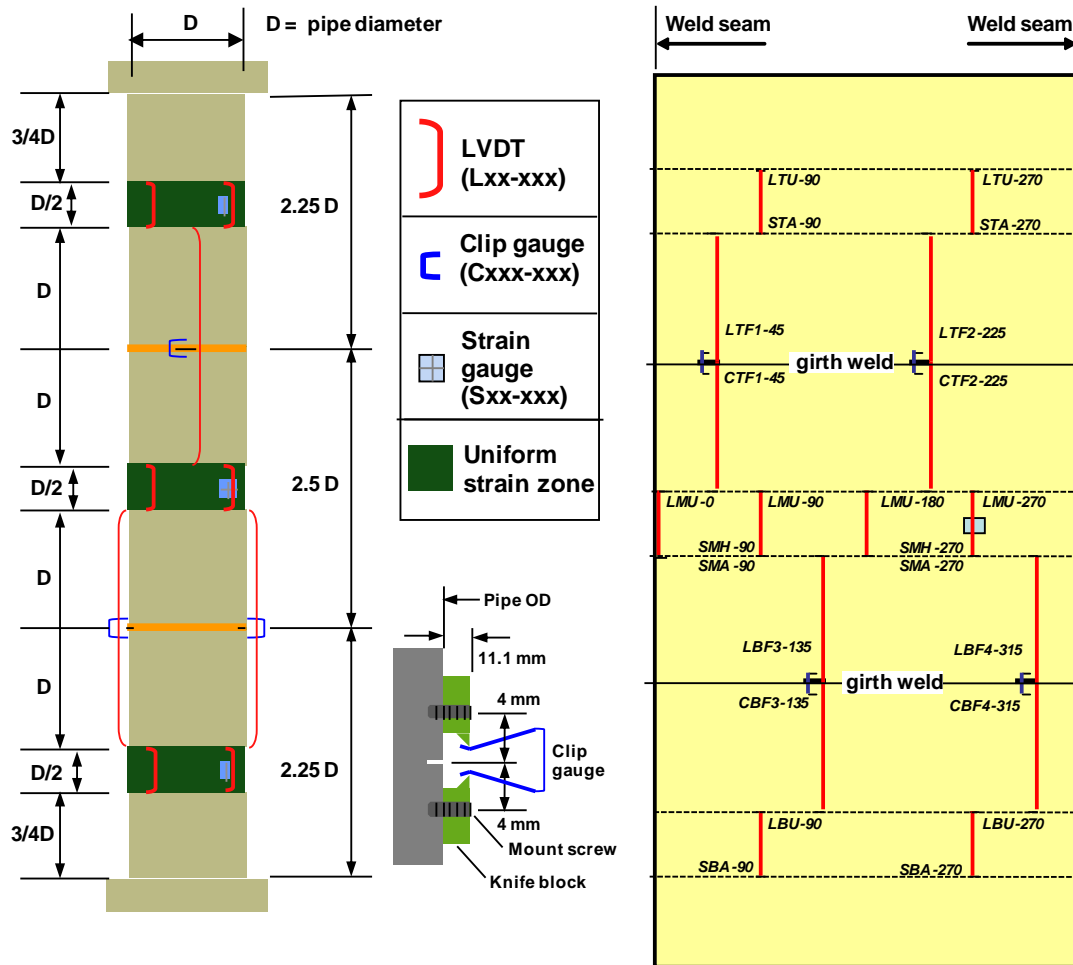 D
D = pipe diameter
3/4D
D/2
D
D
D/2
D
D
D/2
3/4D
2.25 D
2.5 D
2.25 D
LVDT
(Lxx-xxx)
Clip gauge
(Cxxx-xxx)
Strain
gauge
(Sxx-xxx)
Uniform
strain zone
Pipe OD
11.1 mm
4 mm
Clip
gauge
4 mm
Mount screw
Knife block
Weld seam
Weld seam
LTU-90
LTU-270
STA-90
STA-270
LTF1-45
LTF2-225
girth weld
CTF1-45
CTF2-225
LMU-0
LMU-90
LMU-180
LMU-270
SMH-90
SMH-270
SMA-90
SMA-270
LBF3-135
LBF4-315
girth weld
CBF3-135
CBF4-315
LBU-90
LBU-270
SBA-90
SBA-270